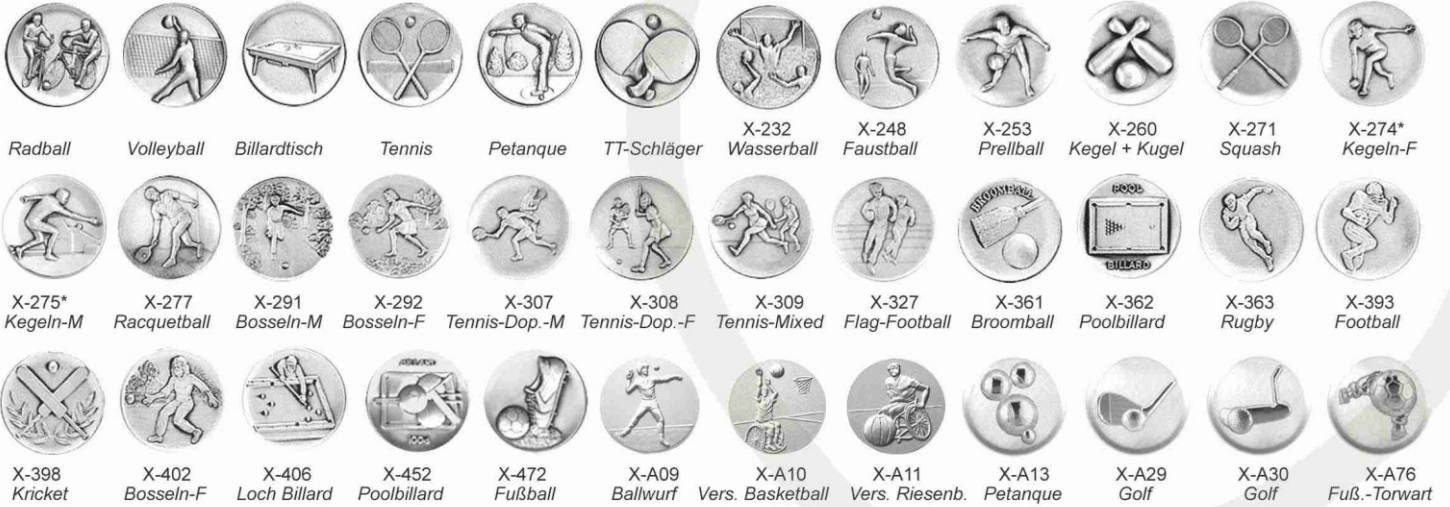 Radball Volleyball Billardtisch Tennis Petanque TT-Schläger
X-232 X-248 X-253 X-260 X-271 X-274*
Wasserball Faustball Prellball Kegel + Kugel Squash Kegeln-F
BROOMBALL
POOL
BILLARD
X-275* X-277 X-291 X-292 X-307 X-308 X-309 X-327 X-361 X-362 X-363 X-393
Kegeln-M Racquetball Bosseln-M Bosseln-F Tennis-Dop.-M Tennis-Dop.-F Tennis-Mixed Flag-Football Broomball Poolbillard Rugby Football
BILLARD
POOL
X-398 X-402 X-406 X-452 X-472 X-A09 X-A10 X-A11 X-A13 X-A29 X-A30 X-A76
Kricket Bosseln-F Loch Billard Poolbillard Fußball Ballwurf Vers. Basketball Vers. Riesenb. Petanque Golf Golf Fuß.-Torwart